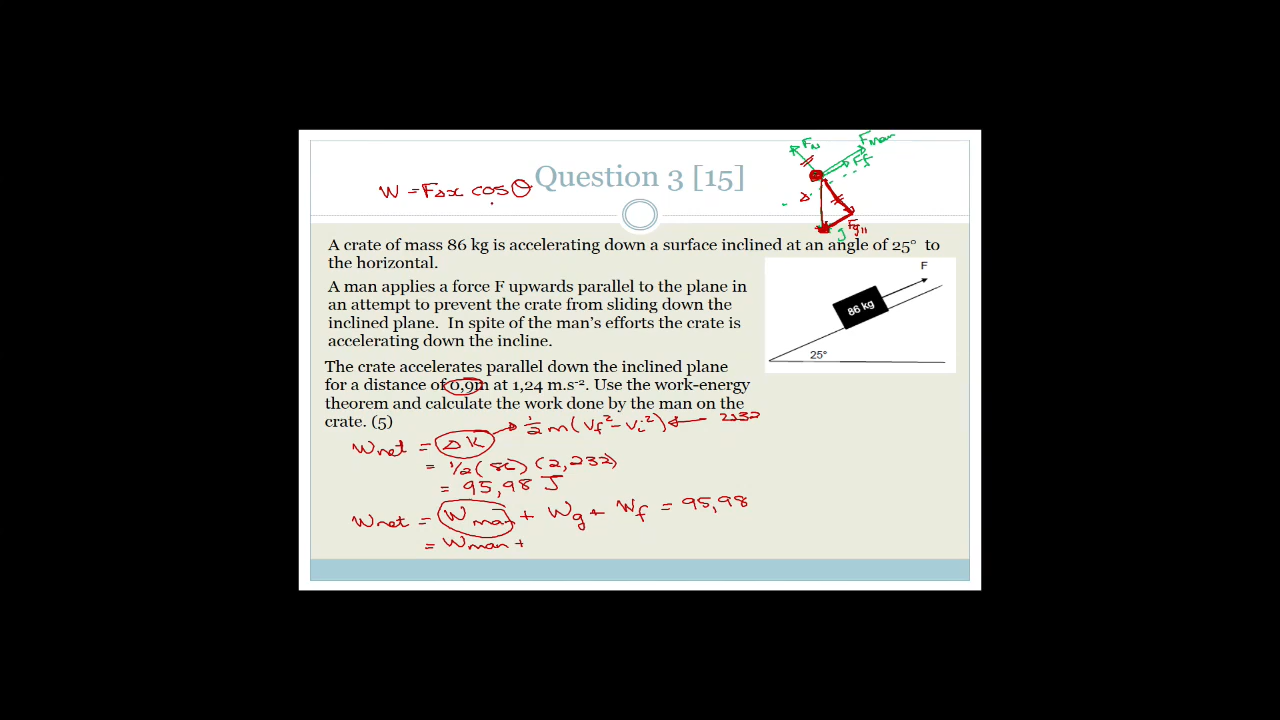 Question 3 [15]
W = FΔx cosθ
FN
Fman
Ff
Fg||
A crate of mass 86 kg is accelerating down a surface inclined at an angle of 25° to
the horizontal.
A man applies a force F upwards parallel to the plane in
an attempt to prevent the crate from sliding down the
inclined plane. In spite of the man's efforts the crate is
accelerating down the incline.
F
86 kg
25°
The crate accelerates parallel down the inclined plane
for a distance of 0,9m at 1,24 m.s⁻². Use the work-energy
theorem and calculate the work done by the man on the
crate. (5)
Wnet = ΔK → ½ m(vf² – vi²) ← 2232
= 1/2 (86) (2,232)
= 95,98 J
Wnet = Wman + Wg + Wf = 95,98
= Wman +